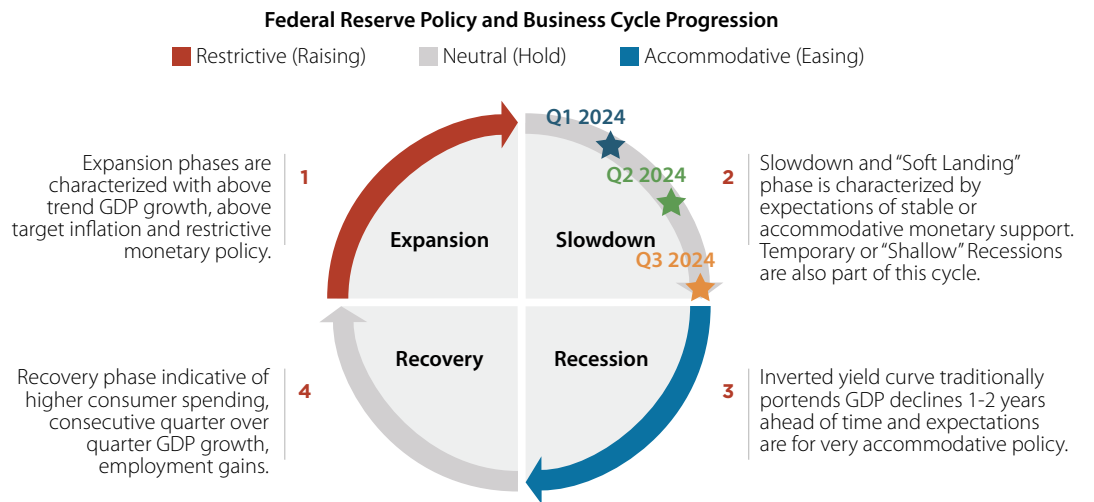 Federal Reserve Policy and Business Cycle Progression
Restrictive (Raising)
Neutral (Hold)
Accommodative (Easing)
Expansion phases are
characterized with above
trend GDP growth, above
target inflation and restrictive
monetary policy.
1
Expansion
Q1 2024
Q2 2024
Slowdown
Q3 2024
2
Slowdown and “Soft Landing”
phase is characterized by
expectations of stable or
accommodative monetary support.
Temporary or “Shallow” Recessions
are also part of this cycle.
Recovery phase indicative of
higher consumer spending,
consecutive quarter over
quarter GDP growth,
employment gains.
4
Recovery
Recession
3
Inverted yield curve traditionally
portends GDP declines 1-2 years
ahead of time and expectations
are for very accommodative policy.